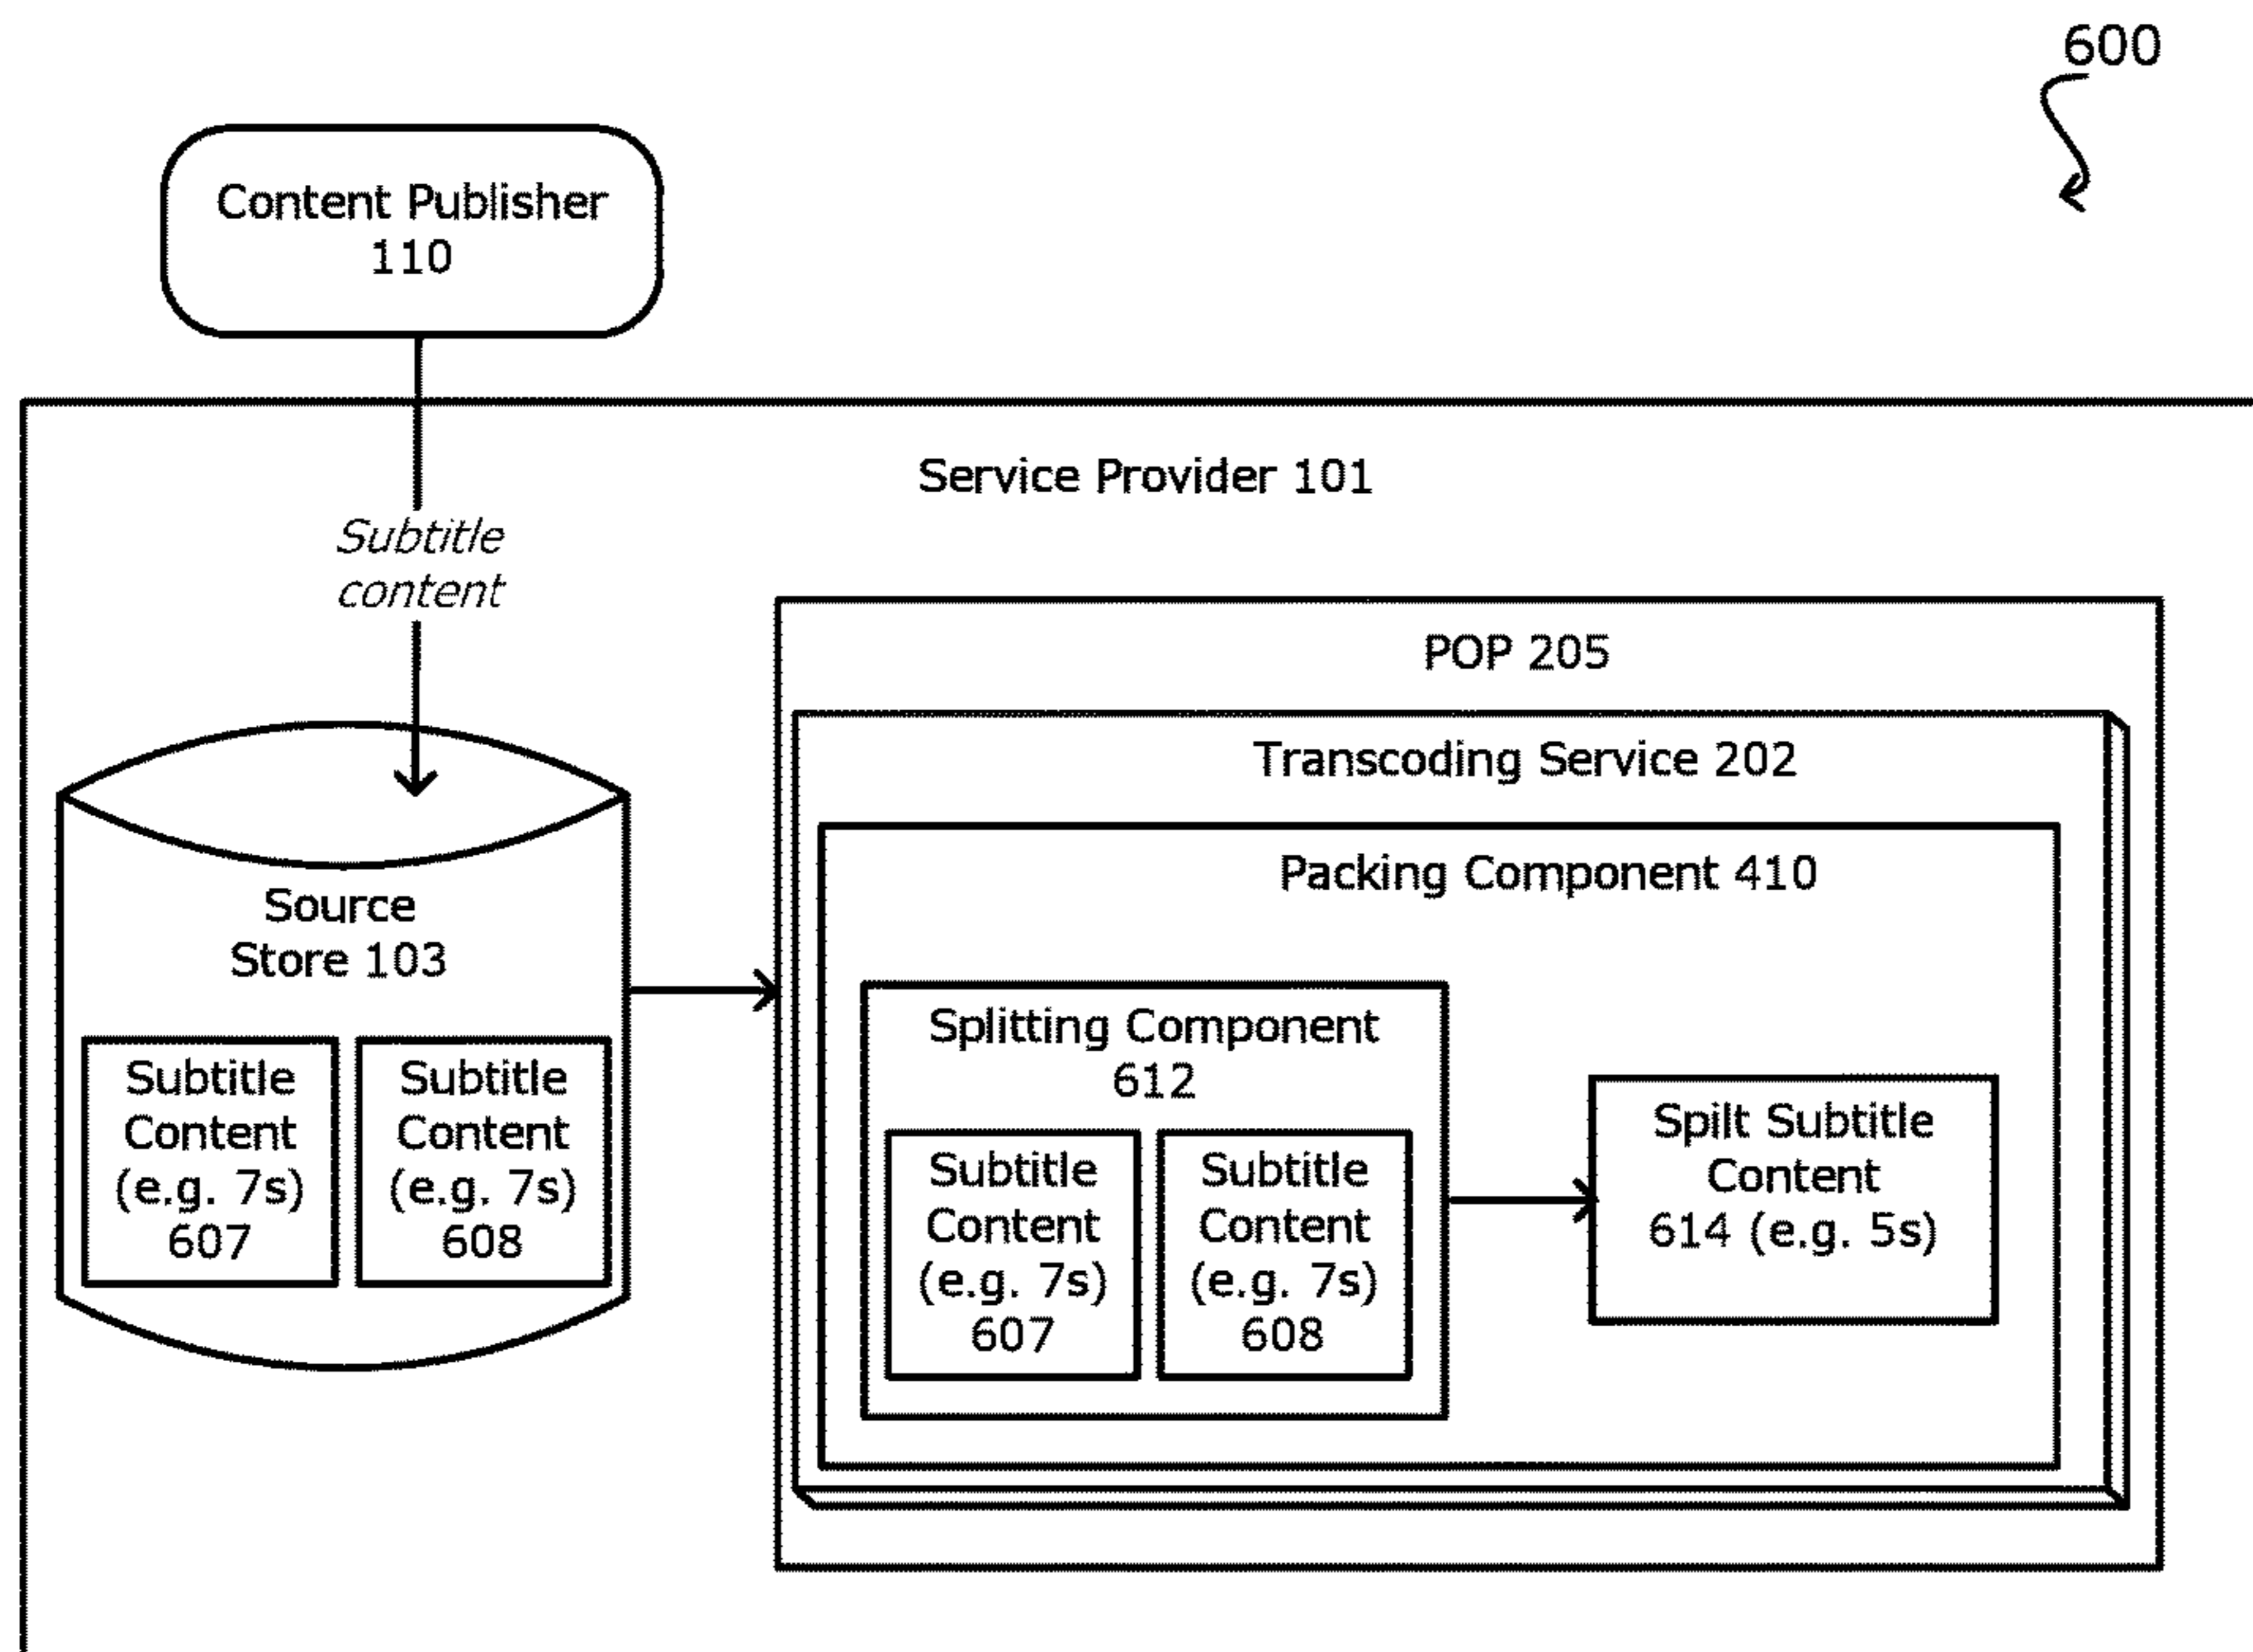 600
Content Publisher
110
Service Provider 101
Subtitle
content
POP 205
Transcoding Service 202
Packing Component 410
Source
Store 103
Subtitle
Content
(e.g. 7s)
607
Subtitle
Content
(e.g. 7s)
608
Splitting Component
612
Subtitle
Content
(e.g. 7s)
607
Subtitle
Content
(e.g. 7s)
608
Spilt Subtitle
Content
614 (e.g. 5s)